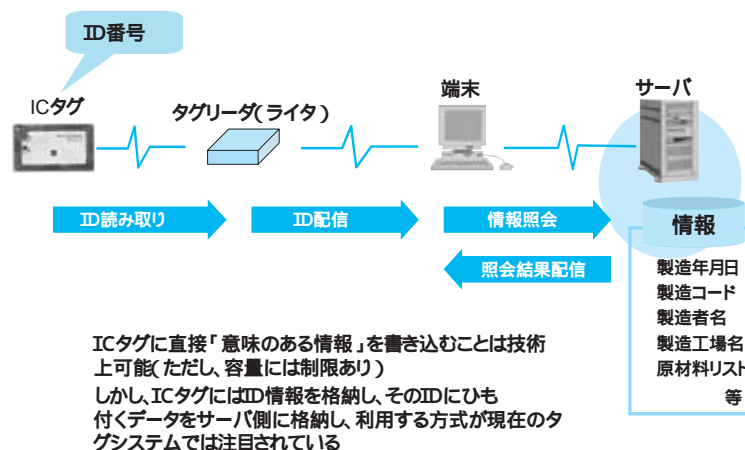 ID番号
ICタグ
タグリーダ(ライタ)
端末
サーバ
ID読み取り
ID配信
情報照会
照会結果配信
情報
製造年月日
製造コード
製造者名
製造工場名
原材料リスト
等
ICタグに直接「意味のある情報」を書き込むことは技術
上可能(ただし、容量には制限あり)
しかし、ICタグにはID情報を格納し、そのIDにひも
付くデータをサーバ側に格納し、利用する方式が現在のタ
グシステムでは注目されている